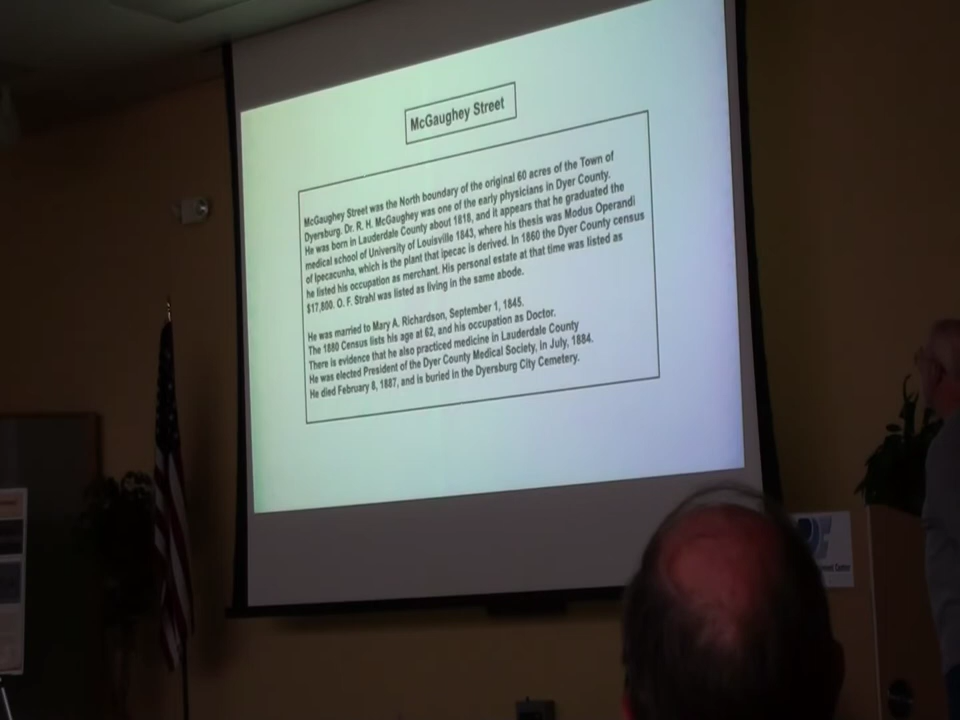 McGaughey Street
McGaughey Street was the North boundary of the original 60 acres of the Town of
Dyersburg. Dr. R. H. McGaughey was one of the early physicians in Dyer County.
He was born in Lauderdale County about 1818, and it appears that he graduated the
medical school of University of Louisville 1843, where his thesis was Modus Operandi
of Ipecacunha, which is the plant that ipecac is derived. In 1860 the Dyer County census
he listed his occupation as merchant. His personal estate at that time was listed as
$17,800. O. F. Strahl was listed as living in the same abode.
He was married to Mary A. Richardson, September 1, 1845.
The 1880 Census lists his age at 62, and his occupation as Doctor.
There is evidence that he also practiced medicine in Lauderdale County
He was elected President of the Dyer County Medical Society, in July, 1884.
He died February 8, 1887, and is buried in the Dyersburg City Cemetery.